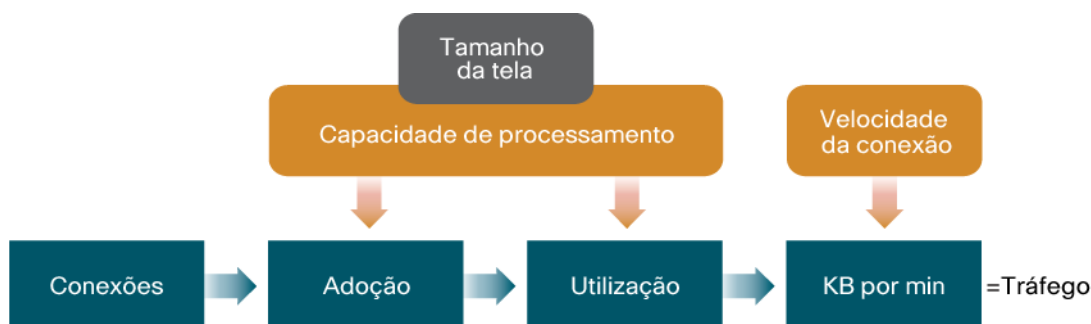 Tamanho
da tela
Capacidade de processamento
Velocidade
da conexão
Conexões
Adoção
Utilização
KB por min
=Tráfego